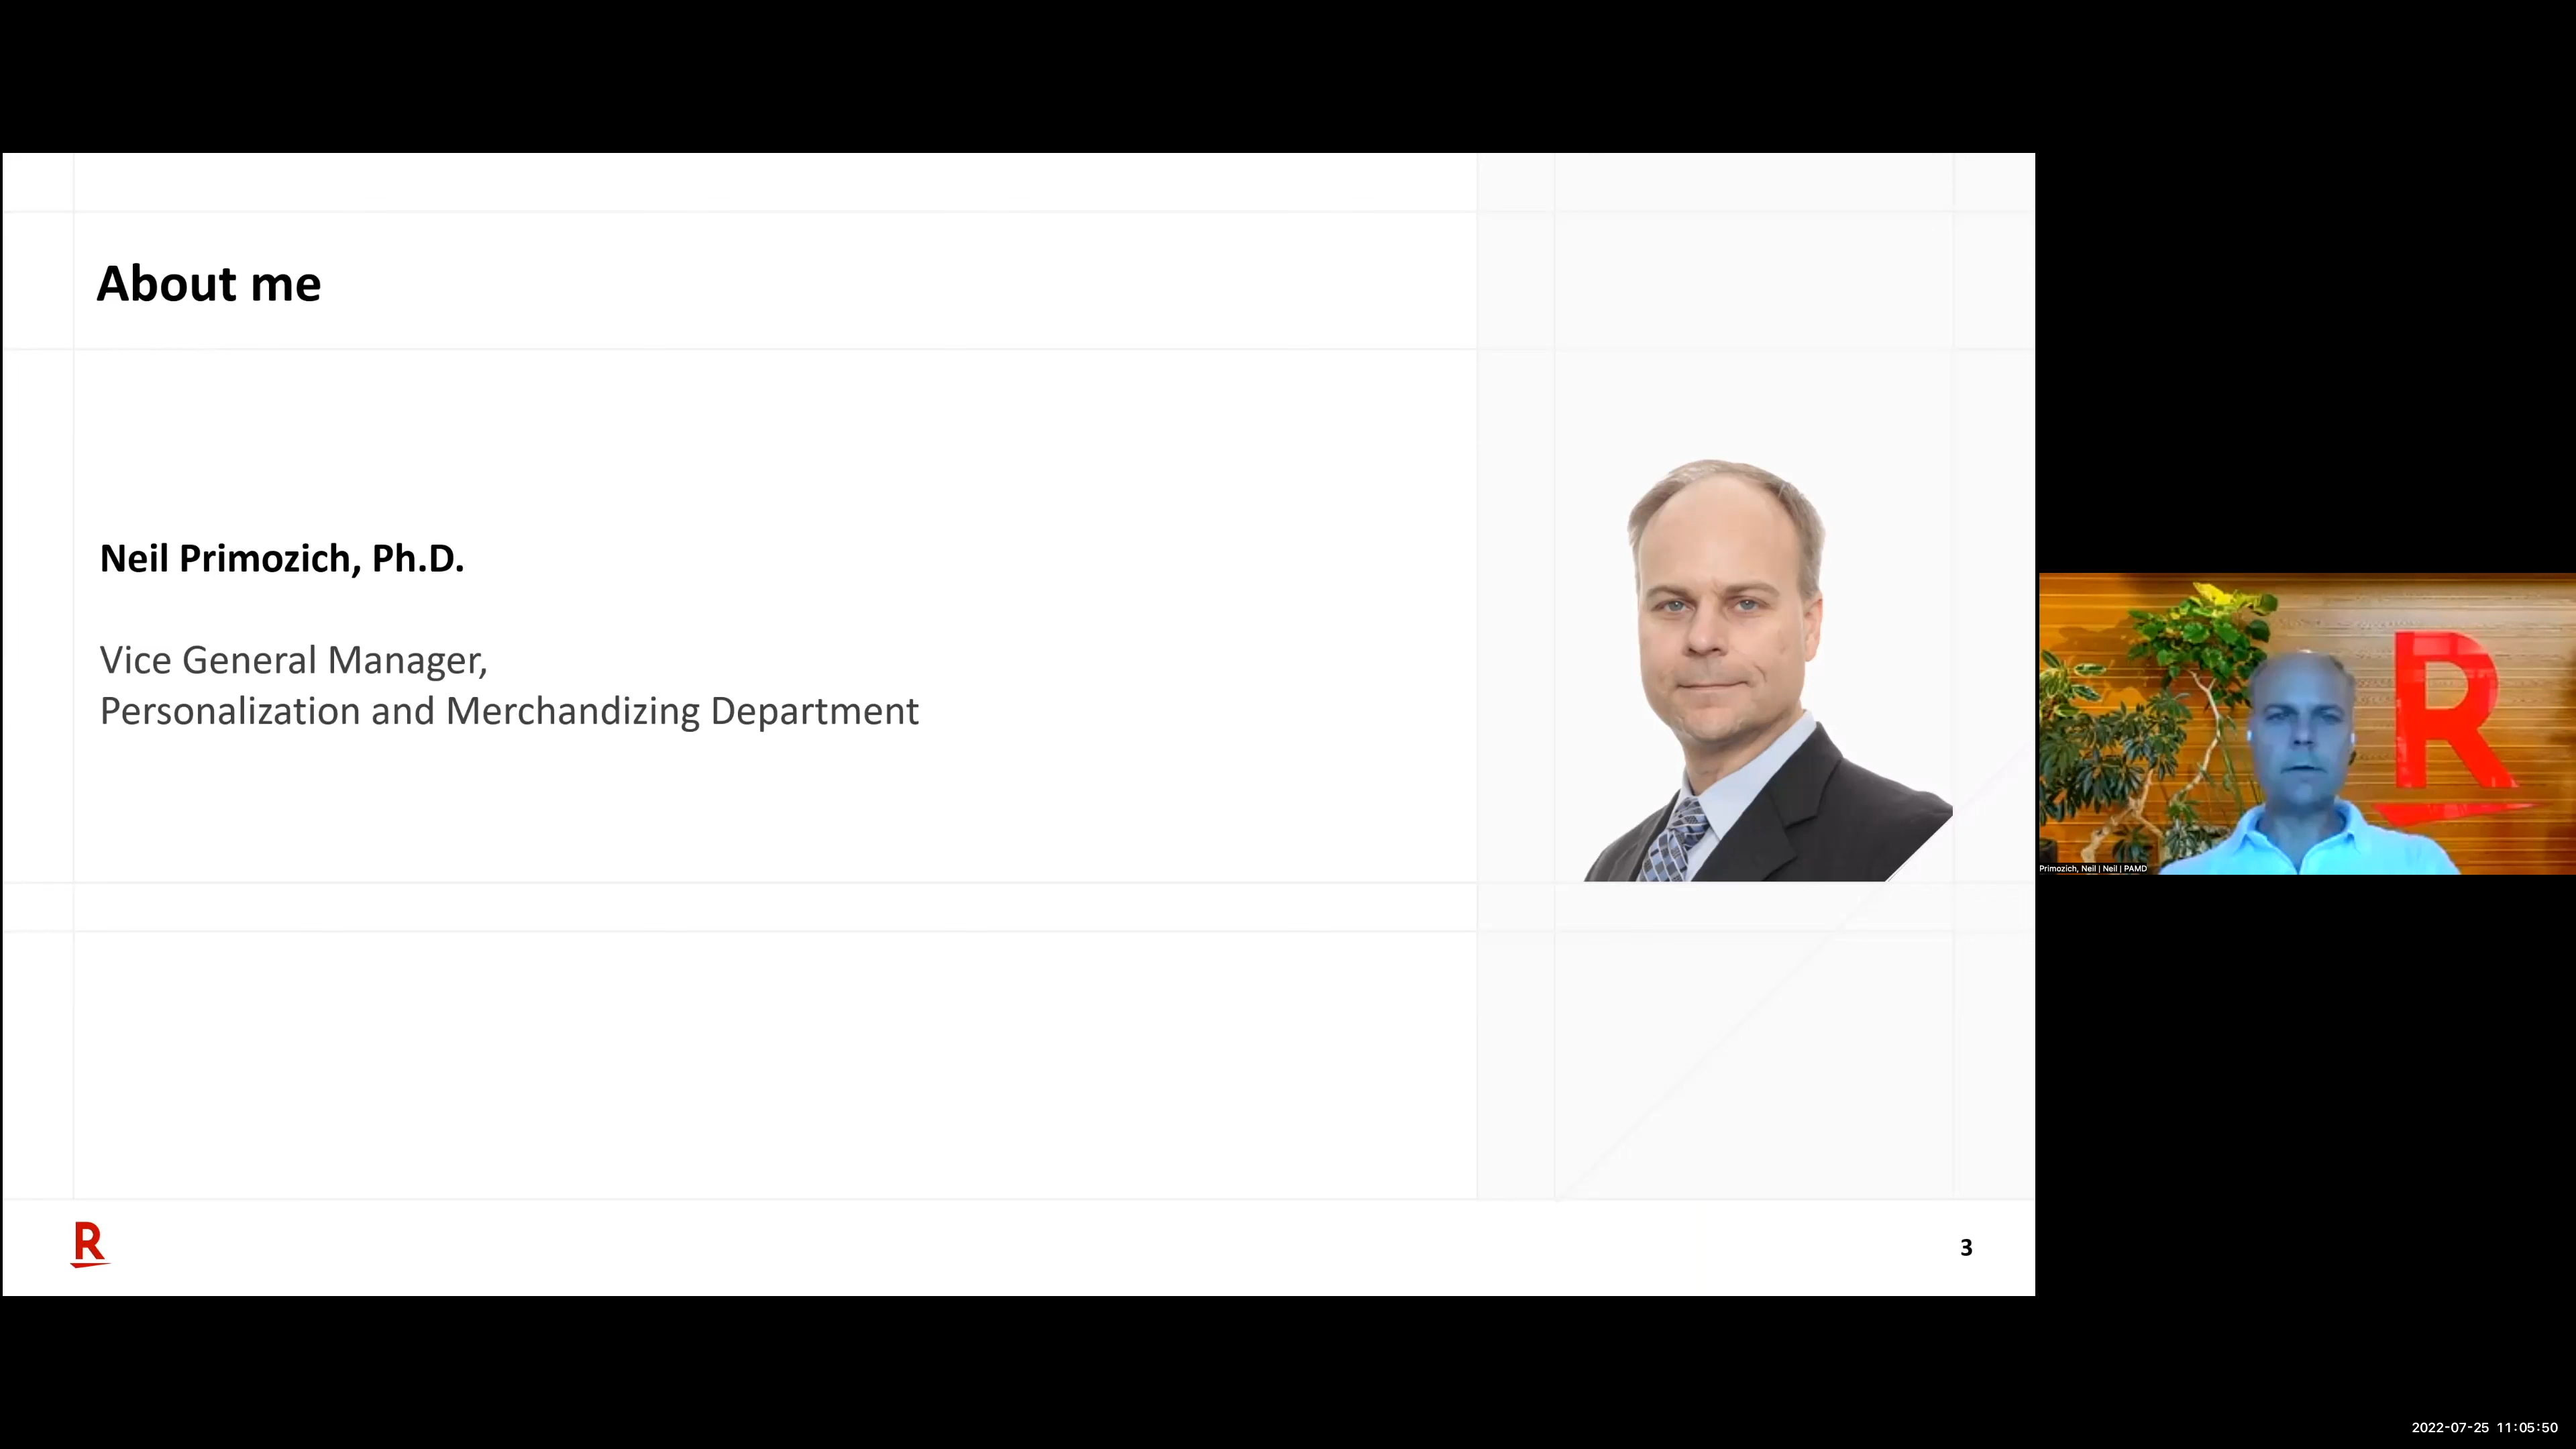 About me
Neil Primozich, Ph.D.
Vice General Manager,
Personalization and Merchandizing Department
R
Primozich, Neil | Neil | PAMD
R
3
2022-07-25 11:05:50